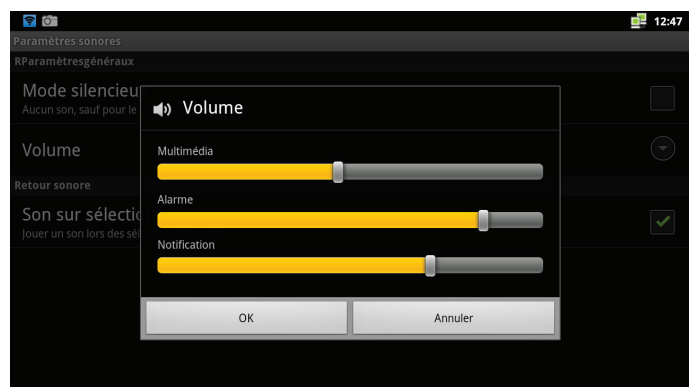 12:47
Paramètres sonores
RParamètresgénéraux
Mode silencieu
Aucun son, sauf pour le
Volume
Volume
Multimédia
Alarme
Notification
Retour sonore
Son sur sélectio
Jouer un son lors des sél
OK
Annuler